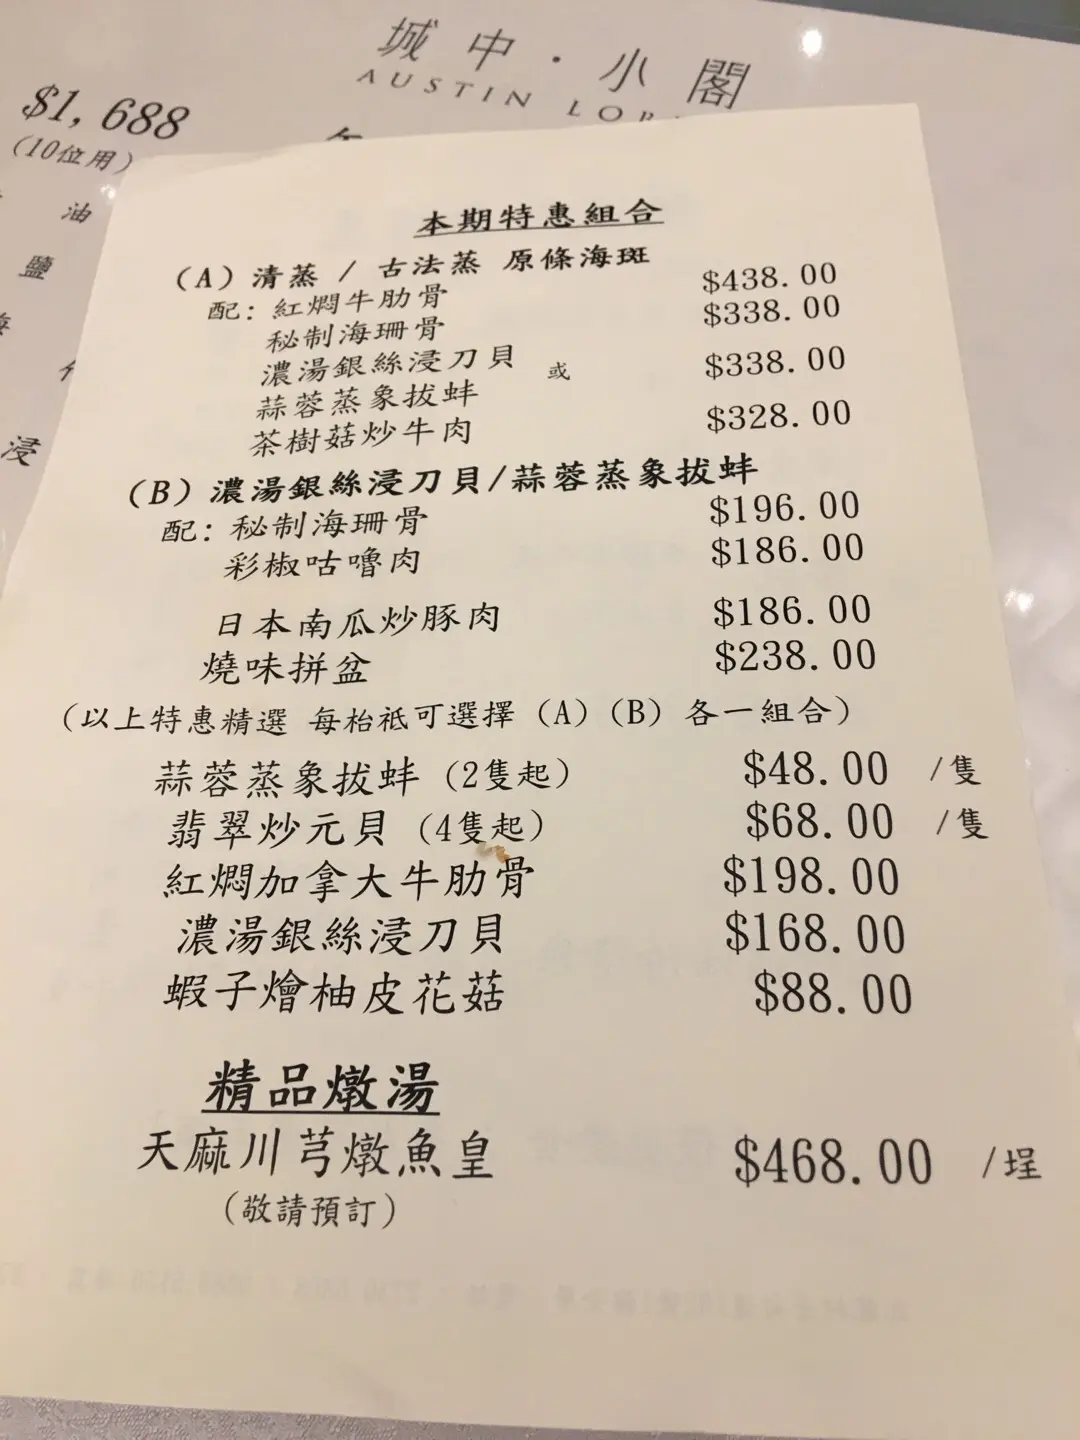 城中·小閣
AUSTIN
$1,688
(10位用)
油
鹽
浸
本期特惠組合
(A) 清蒸 / 古法蒸 原條海斑
配: 紅燜牛肋骨 $438.00
秘制海珊骨 $338.00
濃湯銀絲浸刀貝 或 $338.00
蒜蓉蒸象拔蚌
茶樹菇炒牛肉 $328.00
(B) 濃湯銀絲浸刀貝/蒜蓉蒸象拔蚌
配: 秘制海珊骨 $196.00
彩椒咕嚕肉 $186.00
日本南瓜炒豚肉 $186.00
燒味拼盆 $238.00
(以上特惠精選 每枱祗可選擇 (A) (B) 各一組合)
蒜蓉蒸象拔蚌 (2隻起) $48.00 /隻
翡翠炒元貝 (4隻起) $68.00 /隻
紅燜加拿大牛肋骨 $198.00
濃湯銀絲浸刀貝 $168.00
蝦子燴柚皮花菇 $88.00
精品燉湯
天麻川芎燉魚皇 $468.00 /埕
(敬請預訂)